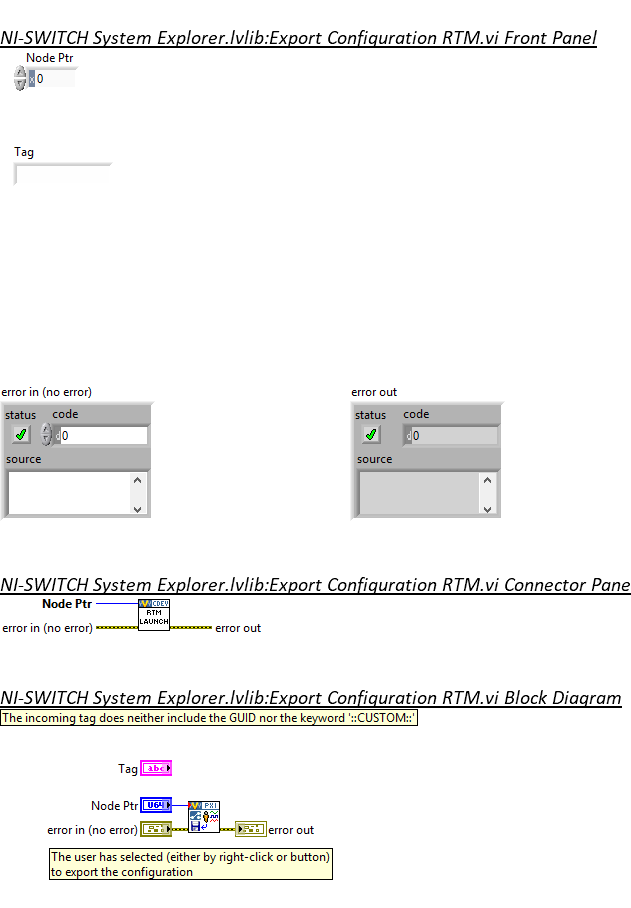 NI-SWITCH System Explorer.lvlib:Export Configuration RTM.vi Front Panel
Node Ptr
x 0
Tag
error in (no error)
error out
status code
status code
d 0
d 0
source
source
NI-SWITCH System Explorer.lvlib:Export Configuration RTM.vi Connector Pane
Node Ptr
CDEV
RTM
LAUNCH
error in (no error)
error out
NI-SWITCH System Explorer.lvlib:Export Configuration RTM.vi Block Diagram
The incoming tag does neither include the GUID nor the keyword '::CUSTOM::'
Tag
abc
Node Ptr
U64
PXI
error in (no error)
error out
The user has selected (either by right-click or button)
to export the configuration